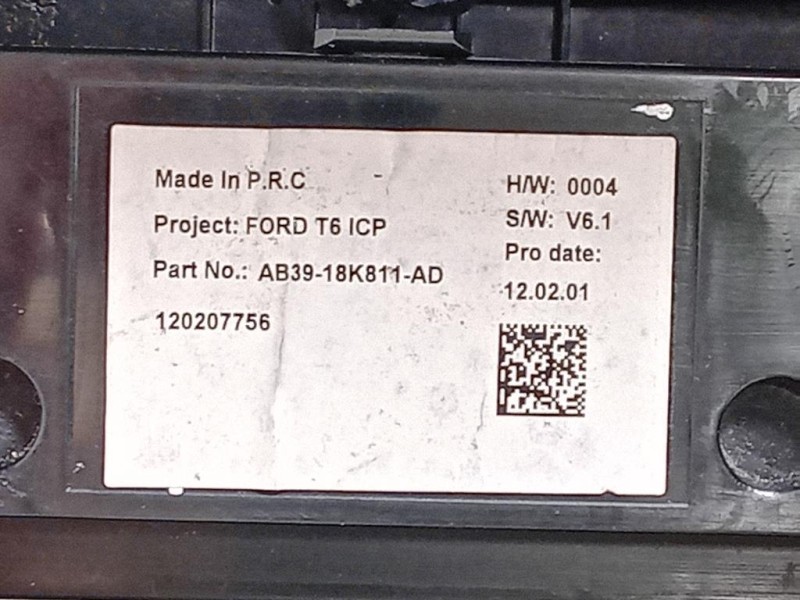 Made In P.R.C
Project: FORD T6 ICP
Part No.: AB39-18K811-AD
120207756
H/W: 0004
S/W: V6.1
Pro date:
12.02.01